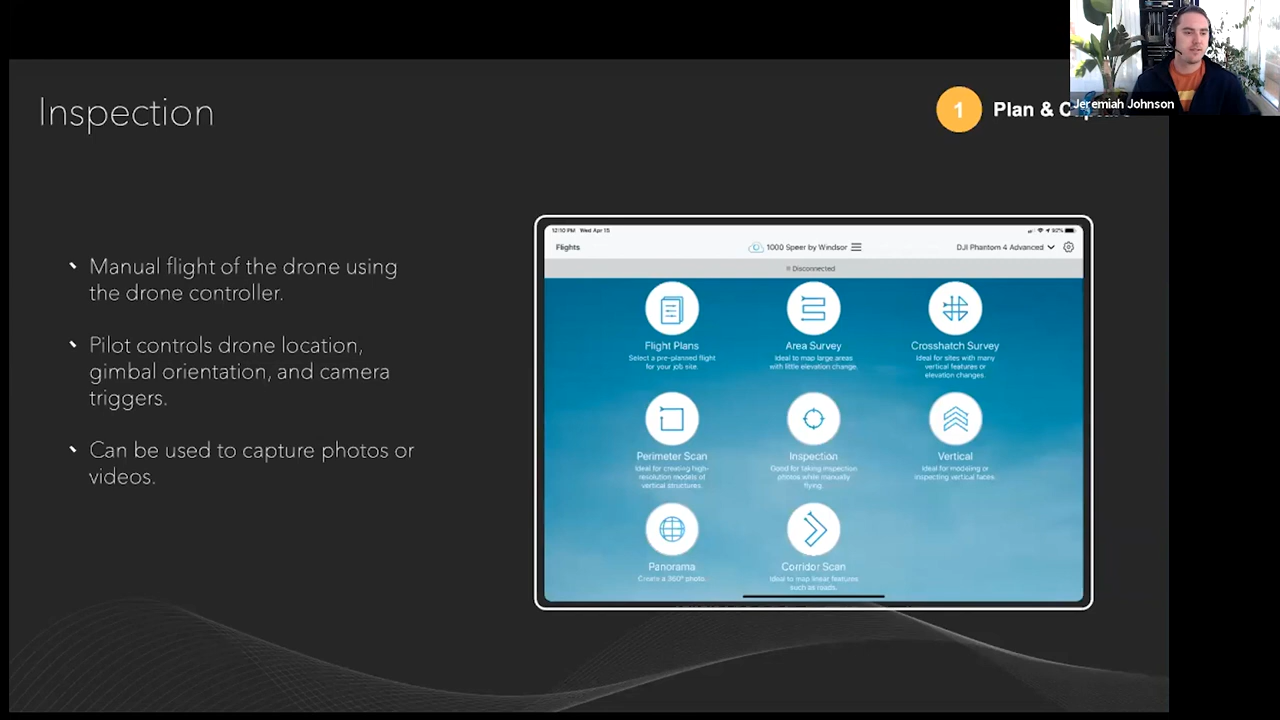 Jeremiah Johnson
Inspection
1
Plan &
Manual flight of the drone using
the drone controller.
Pilot controls drone location,
gimbal orientation, and camera
triggers.
Can be used to capture photos or
videos.
12:10 PM Wed Apr 15
92%
Flights
1000 Speer by Windsor
DJI Phantom 4 Advanced
Disconnected
Flight Plans
Select a pre-planned flight
for your job site.
Area Survey
Ideal to map large areas
with little elevation change.
Crosshatch Survey
Ideal for sites with many
vertical features or
elevation changes.
Perimeter Scan
Ideal for creating high-
resolution models of
vertical structures.
Inspection
Good for taking inspection
photos while manually
flying.
Vertical
Ideal for modeling or
inspecting vertical faces.
Panorama
Create a 360º photo.
Corridor Scan
Ideal to map linear features
such as roads.